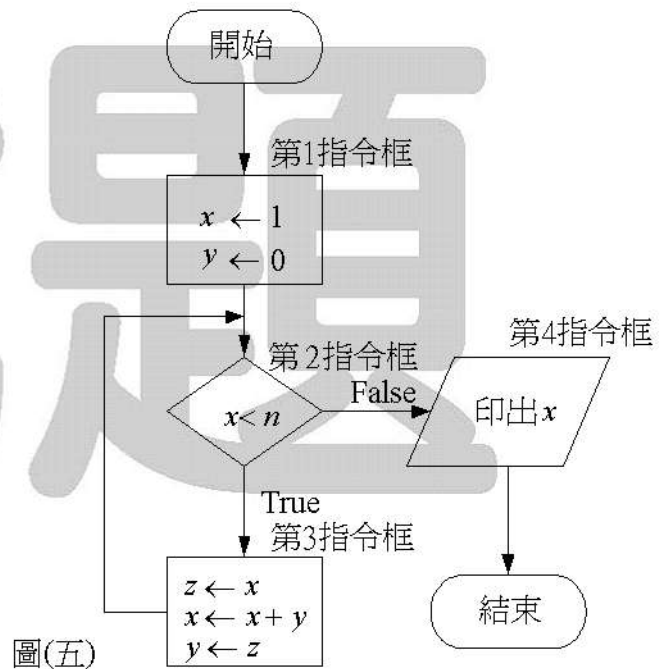 開始
第1指令框
x ← 1
y ← 0
第2指令框
x< n
False
第4指令框
印出x
True
第3指令框
z ← x
x ← x + y
y ← z
結束
圖(五)
題